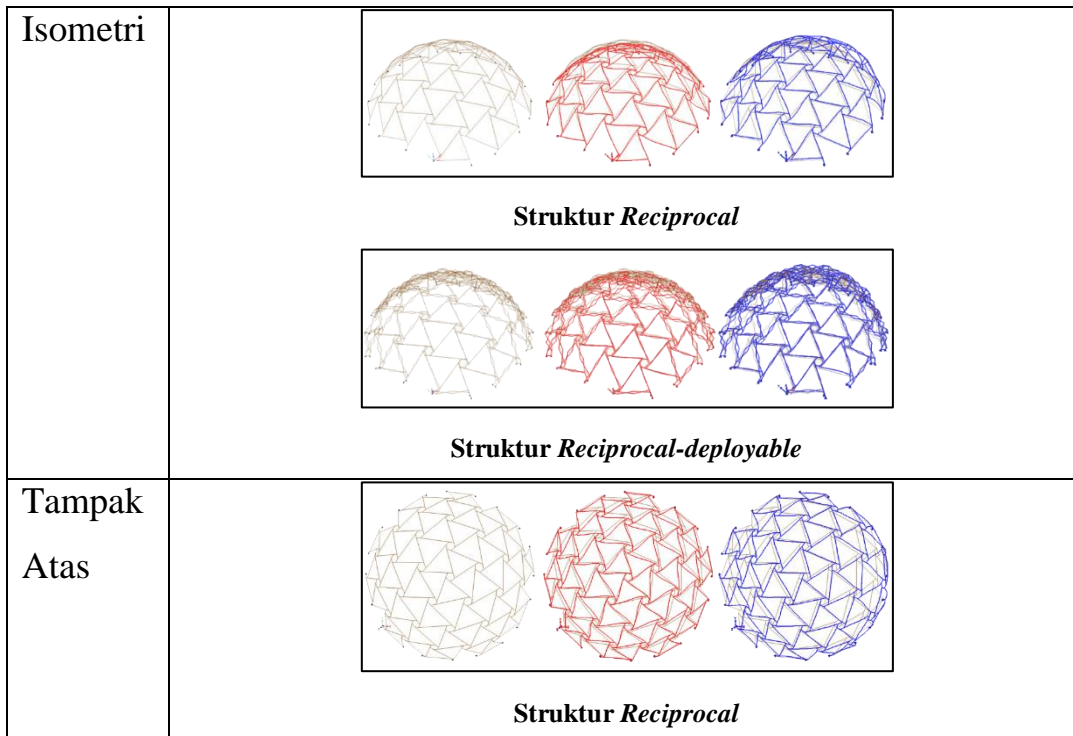 Isometri
Struktur Reciprocal
Struktur Reciprocal-deployable
Tampak
Atas
Struktur Reciprocal